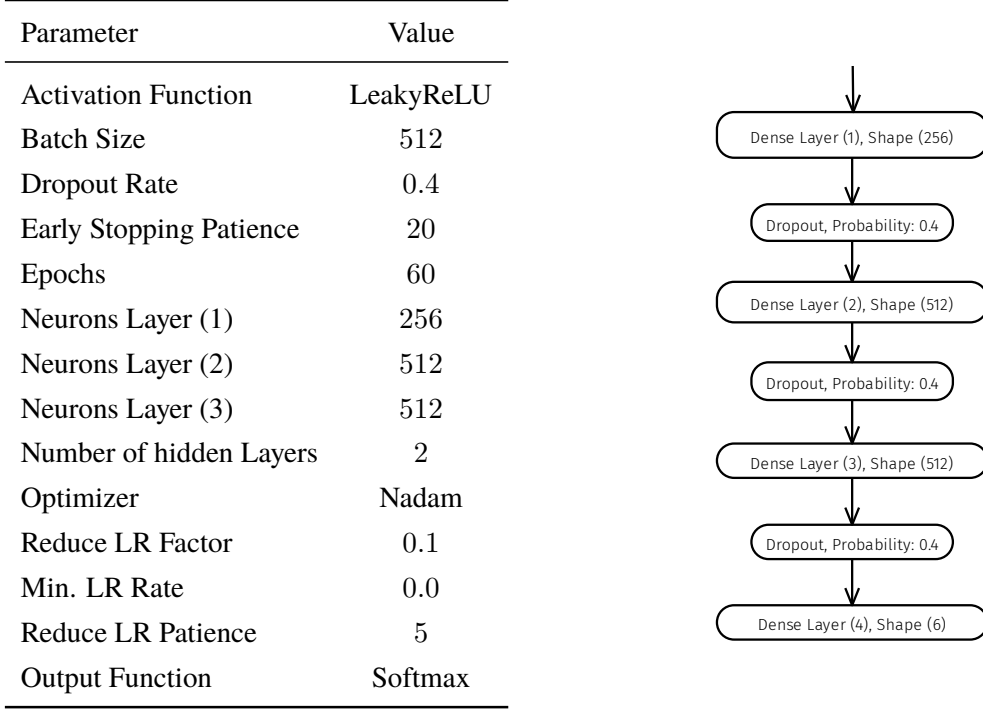 Parameter Value
Activation Function LeakyReLU
Batch Size 512
Dropout Rate 0.4
Early Stopping Patience 20
Epochs 60
Neurons Layer (1) 256
Neurons Layer (2) 512
Neurons Layer (3) 512
Number of hidden Layers 2
Optimizer Nadam
Reduce LR Factor 0.1
Min. LR Rate 0.0
Reduce LR Patience 5
Output Function Softmax
Dense Layer (1), Shape (256)
Dropout, Probability: 0.4
Dense Layer (2), Shape (512)
Dropout, Probability: 0.4
Dense Layer (3), Shape (512)
Dropout, Probability: 0.4
Dense Layer (4), Shape (6)